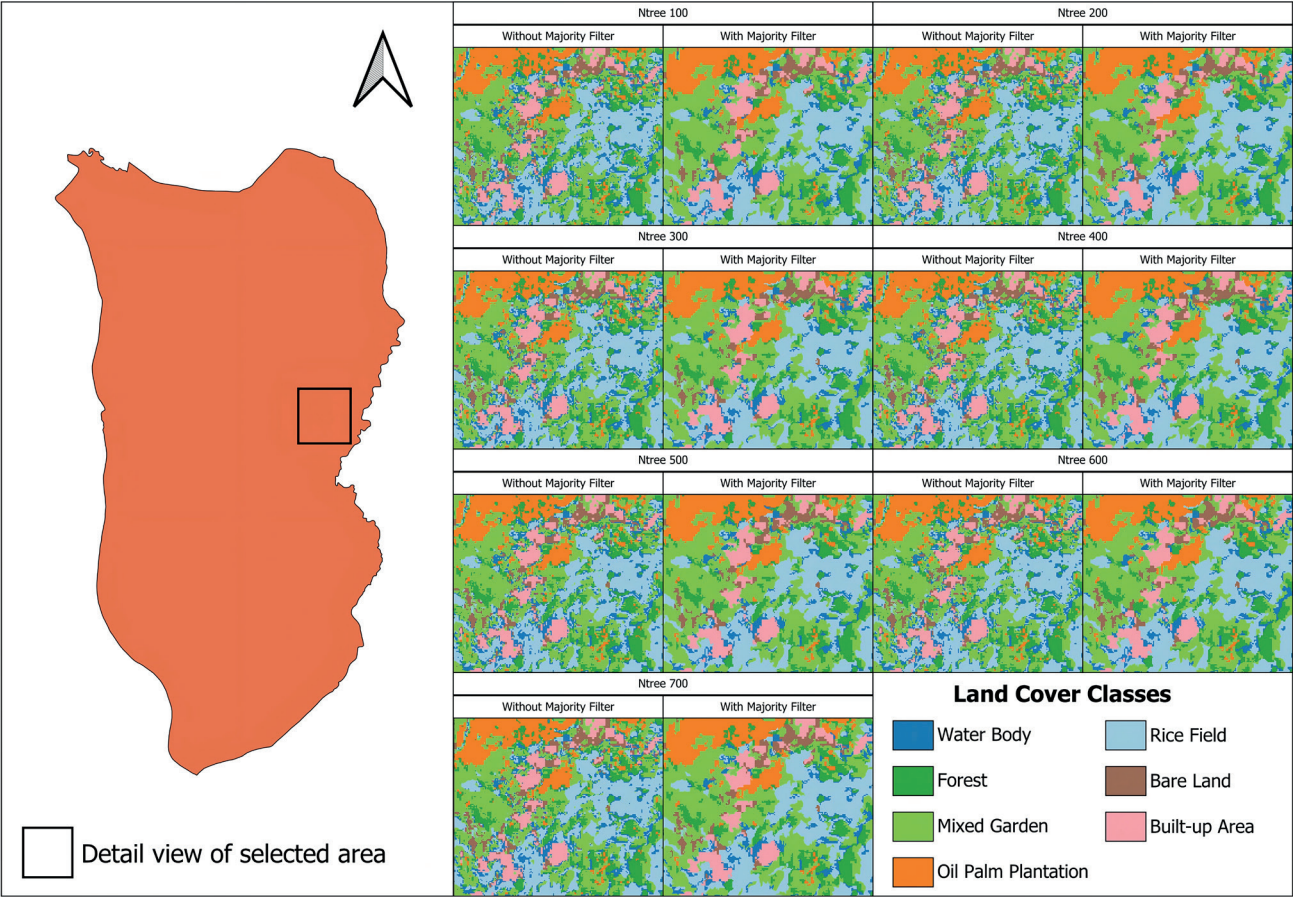 Ntree 100
Ntree 200
Without Majority Filter
With Majority Filter
Without Majority Filter
With Majority Filter
Ntree 300
Ntree 400
Without Majority Filter
With Majority Filter
Without Majority Filter
With Majority Filter
Ntree 500
Ntree 600
Without Majority Filter
With Majority Filter
Without Majority Filter
With Majority Filter
Ntree 700
Without Majority Filter
With Majority Filter
Land Cover Classes
Water Body
Rice Field
Forest
Bare Land
Mixed Garden
Built-up Area
Oil Palm Plantation
Detail view of selected area